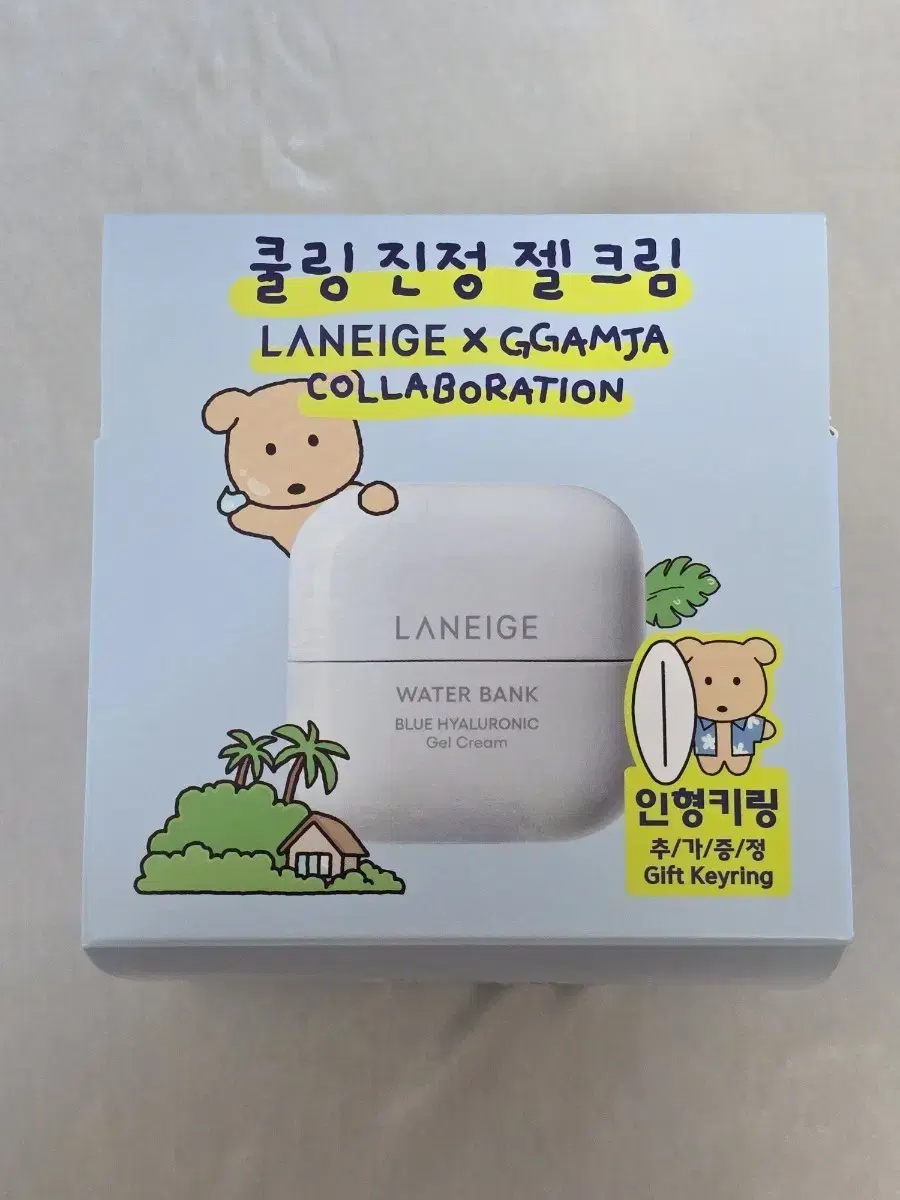 쿨링 진정 젤 크림
LANEIGE x GGAMJA
COLLABORATION
LANEIGE
WATER BANK
BLUE HYALURONIC
Gel Cream
인형키링
추/가/증/정
Gift Keyring